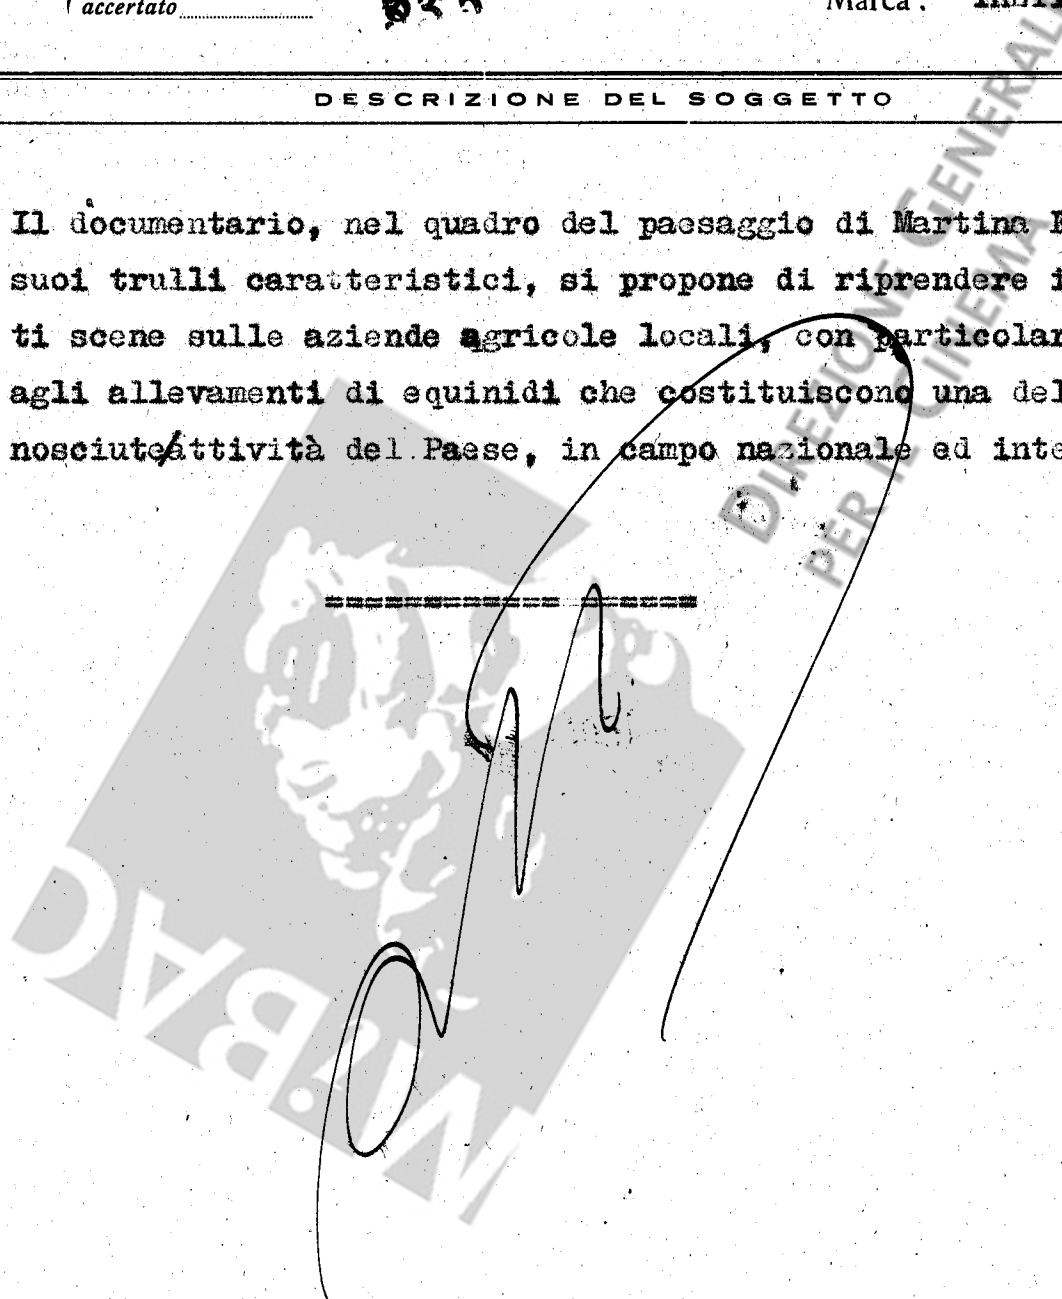 accertato
Marca:
DESCRIZIONE DEL SOGGETTO
Il documentario, nel quadro del paesaggio di Martina
suoi trulli caratteristici, si propone di riprendere
ti scene sulle aziende agricole locali, con particolar
agli allevamenti di equinidi che costituiscono una del
nosciute attività del Paese, in campo nazionale ed inte
=================
DIREZIONE GENERALE
PER IL CINEMA
MiBAC